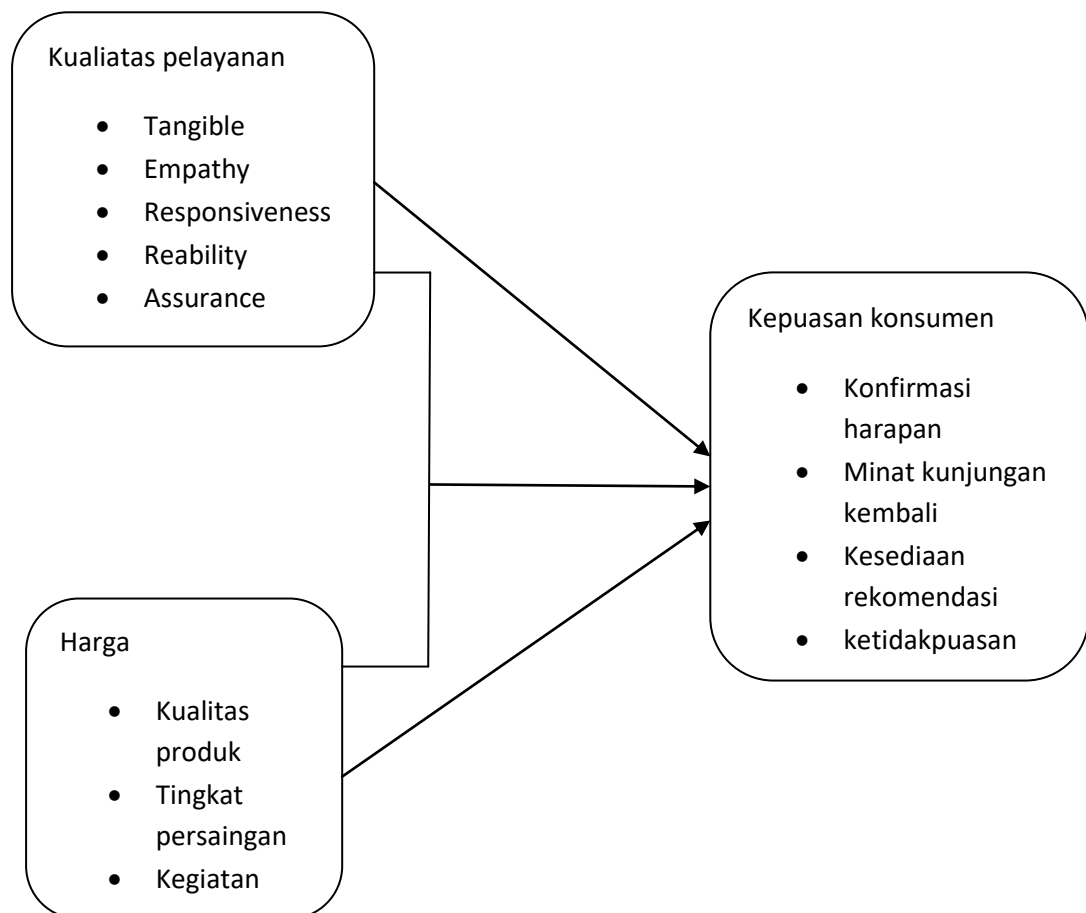 Kualiatas pelayanan
• Tangible
• Empathy
• Responsiveness
• Reability
• Assurance
Kepuasan konsumen
• Konfirmasi
harapan
• Minat kunjungan
kembali
• Kesediaan
rekomendasi
• ketidakpuasan
Harga
• Kualitas
produk
• Tingkat
persaingan
• Kegiatan